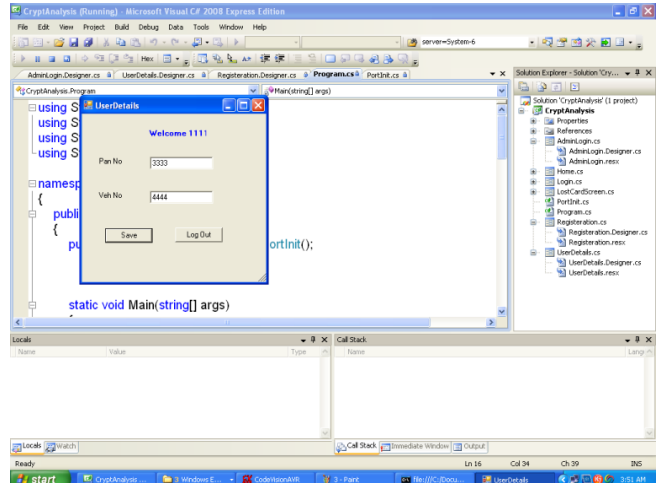 CryptAnalysis (Running) - Microsoft Visual C# 2008 Express Edition
File Edit View Project Build Debug Data Tools Window Help
server=System-6
Hex
AdminLogin.Designer.cs UserDetails.Designer.cs Registeration.Designer.cs Program.cs PortInit.cs
Solution Explorer - Solution 'Cry...
CryptAnalysis.Program
Main(string[] args)
Solution 'CryptAnalysis' (1 project)
CryptAnalysis
Properties
References
AdminLogin.cs
AdminLogin.Designer.cs
AdminLogin.resx
Home.cs
Login.cs
LostCardScreen.cs
PortInit.cs
Program.cs
Registeration.cs
Registeration.Designer.cs
Registeration.resx
UserDetails.cs
UserDetails.Designer.cs
UserDetails.resx
using S
using S
using S
using S
namesp
{
publi
{
pu
ortInit();
static void Main(string[] args)
UserDetails
Welcome 1111
Pan No 3333
Veh No 4444
Save Log Out
Locals
Name Value Type
Call Stack
Name Lang
Locals Watch
Call Stack Immediate Window Output
Ready Ln 16 Col 34 Ch 39 INS
start CryptAnalysis ... 3 Windows E... CodeVisionAVR 3 - Paint file:///C:/Docu... UserDetails 3:51 AM